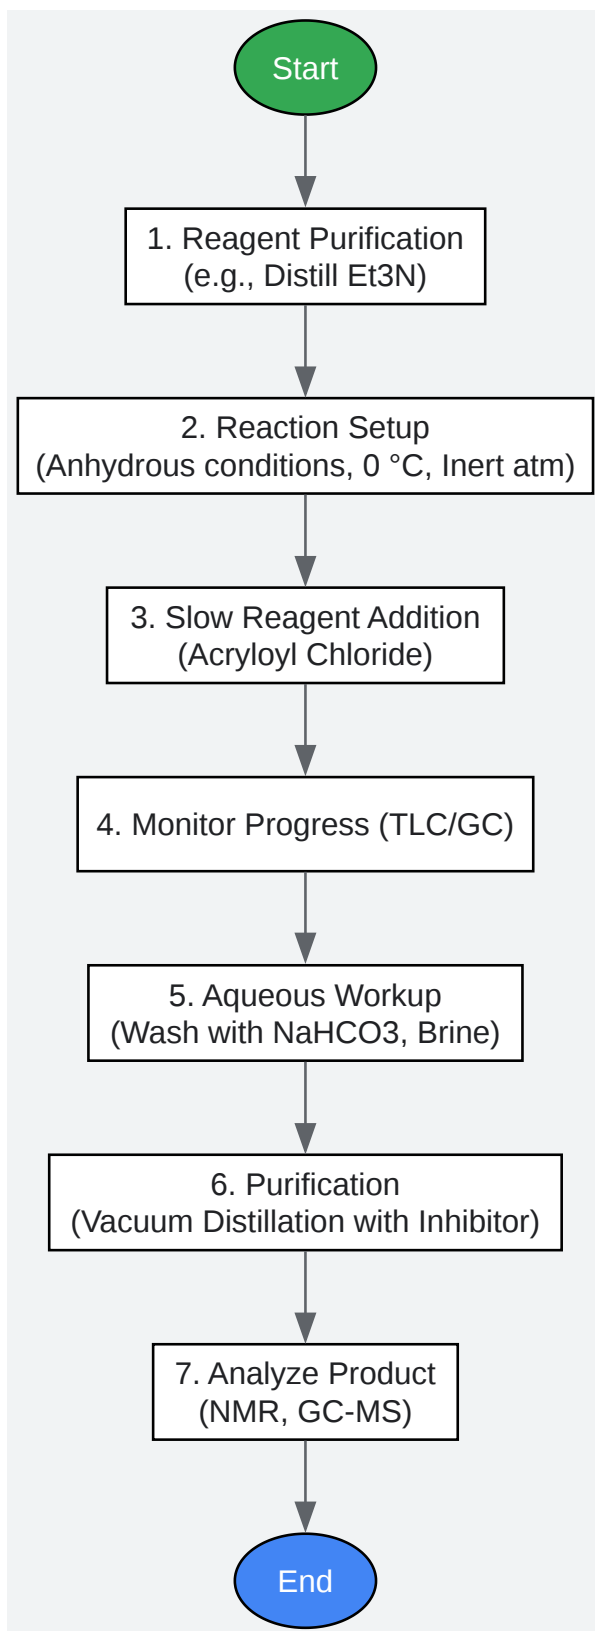 Start
1. Reagent Purification
(e.g., Distill Et3N)
2. Reaction Setup
(Anhydrous conditions, 0 °C, Inert atm)
3. Slow Reagent Addition
(Acryloyl Chloride)
4. Monitor Progress (TLC/GC)
5. Aqueous Workup
(Wash with NaHCO3, Brine)
6. Purification
(Vacuum Distillation with Inhibitor)
7. Analyze Product
(NMR, GC-MS)
End